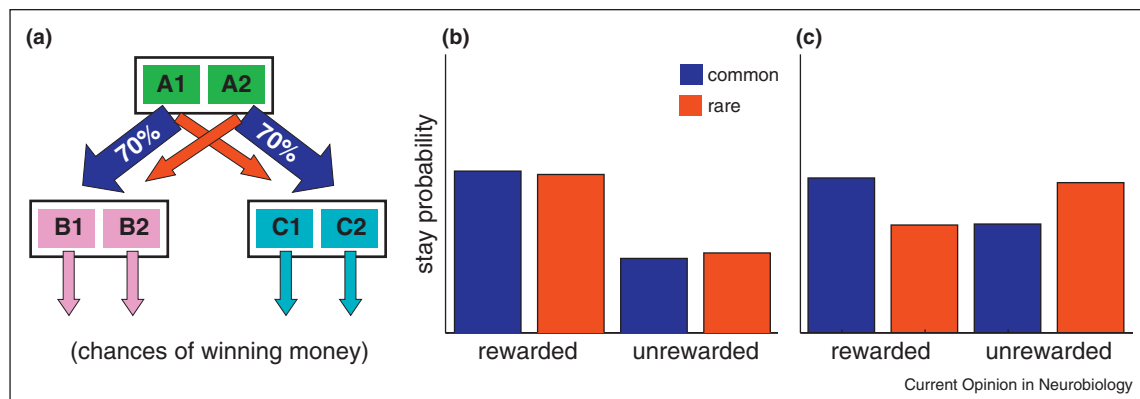 (a)
A1 A2
70% 70%
B1 B2 C1 C2
(chances of winning money)
(b)
common
rare
stay probability
rewarded unrewarded
(c)
rewarded unrewarded
Current Opinion in Neurobiology